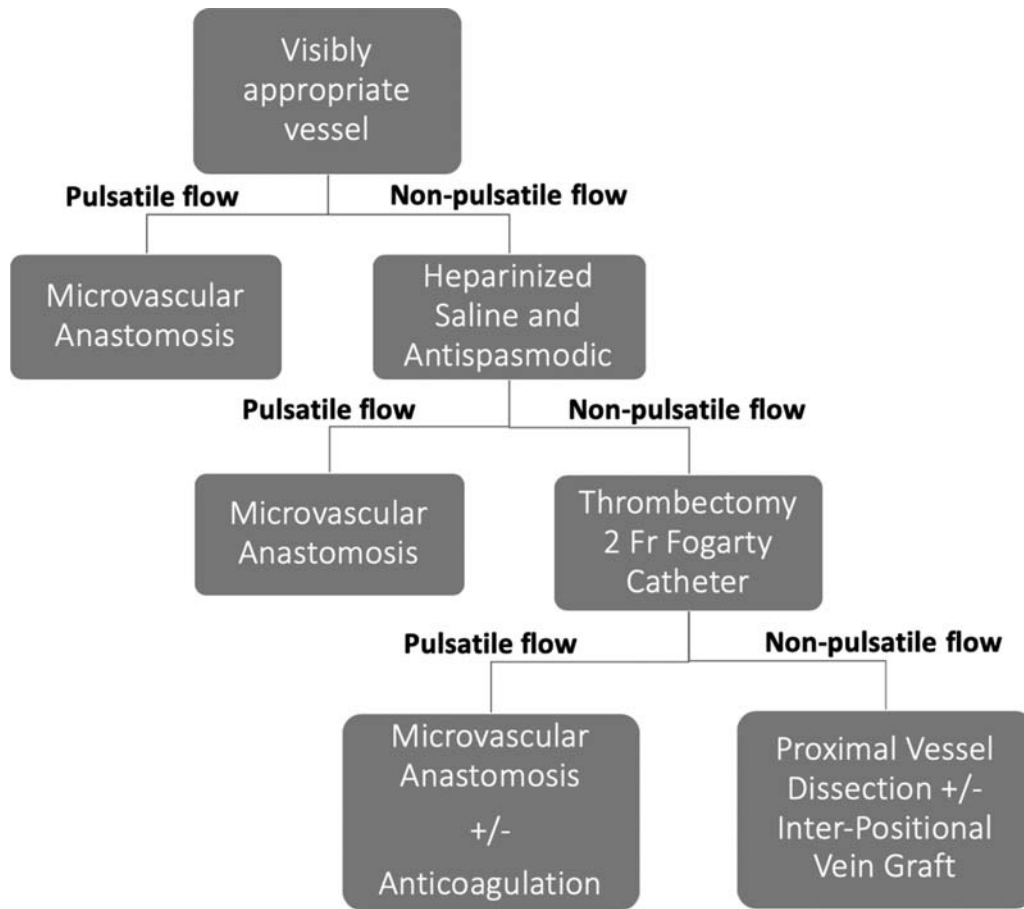 Visibly
appropriate
vessel
Pulsatile flow
Non-pulsatile flow
Microvascular
Anastomosis
Heparinized
Saline and
Antispasmodic
Pulsatile flow
Non-pulsatile flow
Microvascular
Anastomosis
Thrombectomy
2 Fr Fogarty
Catheter
Pulsatile flow
Non-pulsatile flow
Microvascular
Anastomosis
+/-
Anticoagulation
Proximal Vessel
Dissection +/-
Inter-Positional
Vein Graft